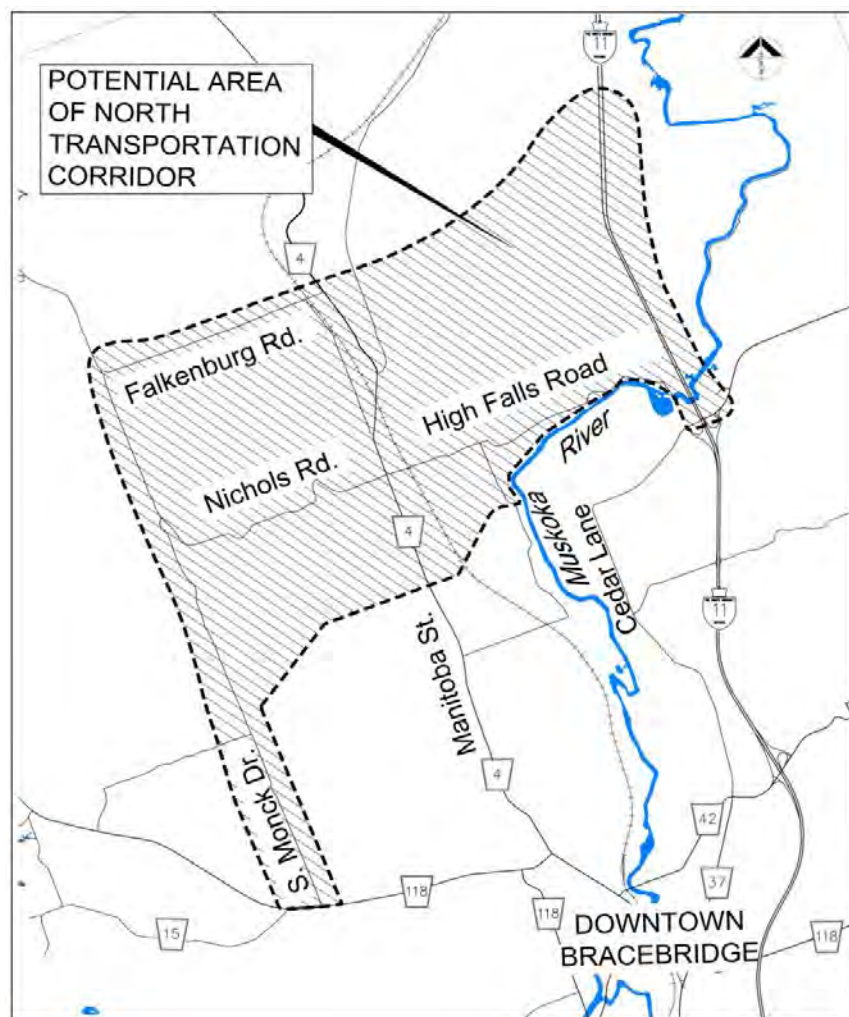 11
NORTH
POTENTIAL AREA
OF NORTH
TRANSPORTATION
CORRIDOR
4
Falkenburg Rd.
High Falls Road
Nichols Rd.
River
Muskoka
Cedar Lane
4
11
Manitoba St.
4
S. Monck Dr.
42
37
118
118
15
118
DOWNTOWN
BRACEBRIDGE